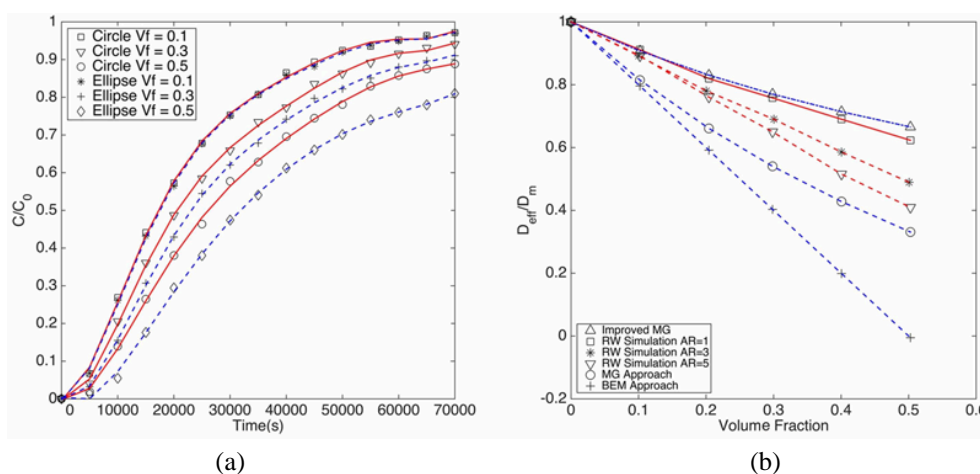 1
0.9
0.8
0.7
0.6
0.5
0.4
0.3
0.2
0.1
0
C/C0
Circle Vf = 0.1
Circle Vf = 0.3
Circle Vf = 0.5
Ellipse Vf = 0.1
Ellipse Vf = 0.3
Ellipse Vf = 0.5
0 10000 20000 30000 40000 50000 60000 70000
Time(s)
(a)
1
0.8
0.6
0.4
0.2
0
-0.2
Deff/Dm
Improved MG
RW Simulation AR=1
RW Simulation AR=3
RW Simulation AR=5
MG Approach
BEM Approach
0 0.1 0.2 0.3 0.4 0.5 0.6
Volume Fraction
(b)